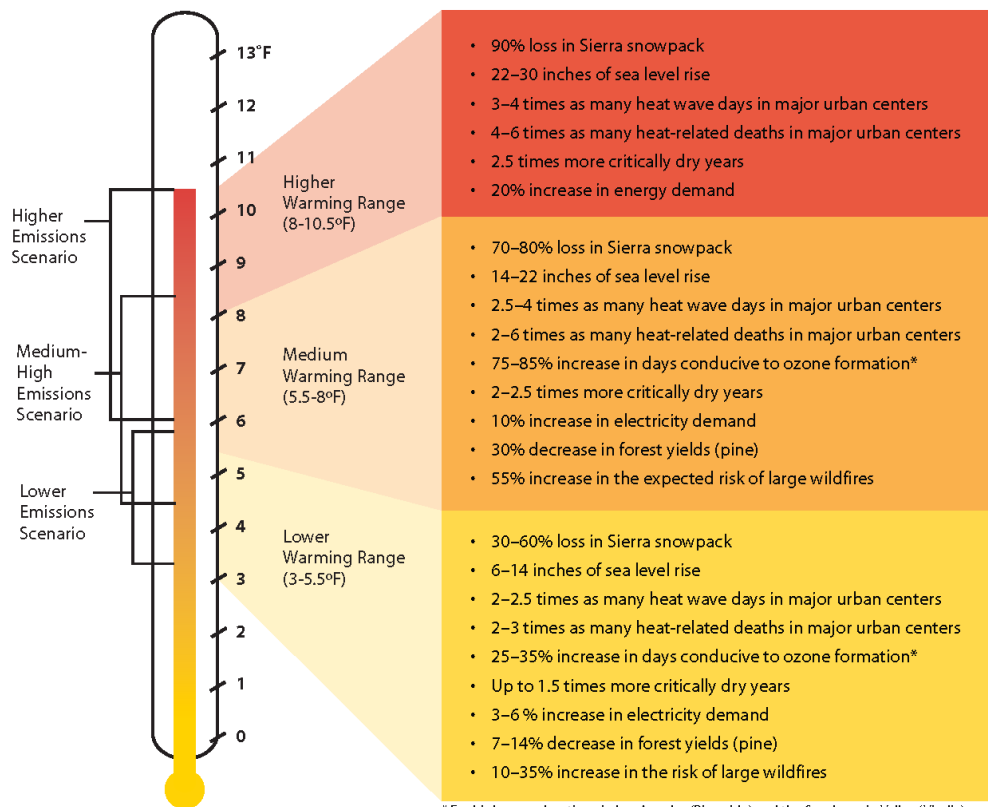 13°F
12
11
10
9
8
7
6
5
4
3
2
1
0
Higher
Emissions
Scenario
Medium-
High
Emissions
Scenario
Lower
Emissions
Scenario
Higher
Warming Range
(8-10.5ºF)
Medium
Warming Range
(5.5-8ºF)
Lower
Warming Range
(3-5.5ºF)
• 90% loss in Sierra snowpack
• 22–30 inches of sea level rise
• 3–4 times as many heat wave days in major urban centers
• 4–6 times as many heat-related deaths in major urban centers
• 2.5 times more critically dry years
• 20% increase in energy demand
• 70–80% loss in Sierra snowpack
• 14–22 inches of sea level rise
• 2.5–4 times as many heat wave days in major urban centers
• 2–6 times as many heat-related deaths in major urban centers
• 75–85% increase in days conducive to ozone formation*
• 2–2.5 times more critically dry years
• 10% increase in electricity demand
• 30% decrease in forest yields (pine)
• 55% increase in the expected risk of large wildfires
• 30–60% loss in Sierra snowpack
• 6–14 inches of sea level rise
• 2–2.5 times as many heat wave days in major urban centers
• 2–3 times as many heat-related deaths in major urban centers
• 25–35% increase in days conducive to ozone formation*
• Up to 1.5 times more critically dry years
• 3–6 % increase in electricity demand
• 7–14% decrease in forest yields (pine)
• 10–35% increase in the risk of large wildfires